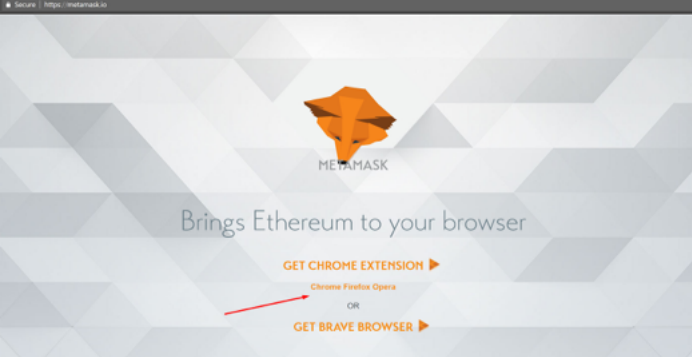 Secure | https://metamask.io
METAMASK
Brings Ethereum to your browser
GET CHROME EXTENSION
Chrome Firefox Opera
OR
GET BRAVE BROWSER